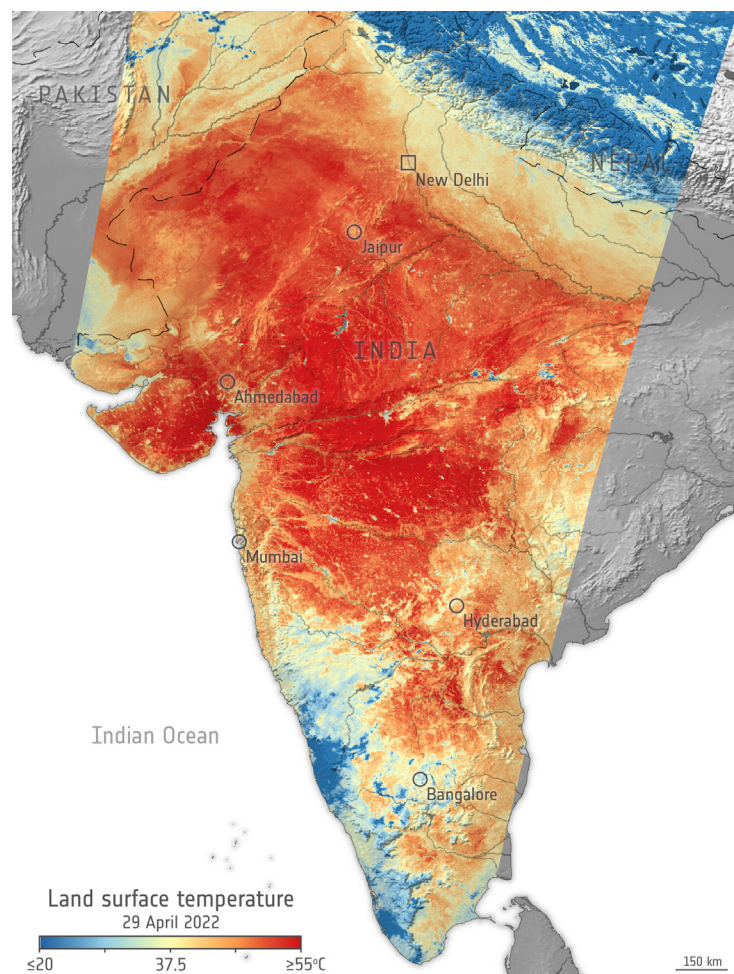 PAKISTAN
NEPAL
New Delhi
Jaipur
INDIA
Ahmedabad
Mumbai
Hyderabad
Indian Ocean
Bangalore
Land surface temperature
29 April 2022
≤20 37.5 ≥55°C
150 km